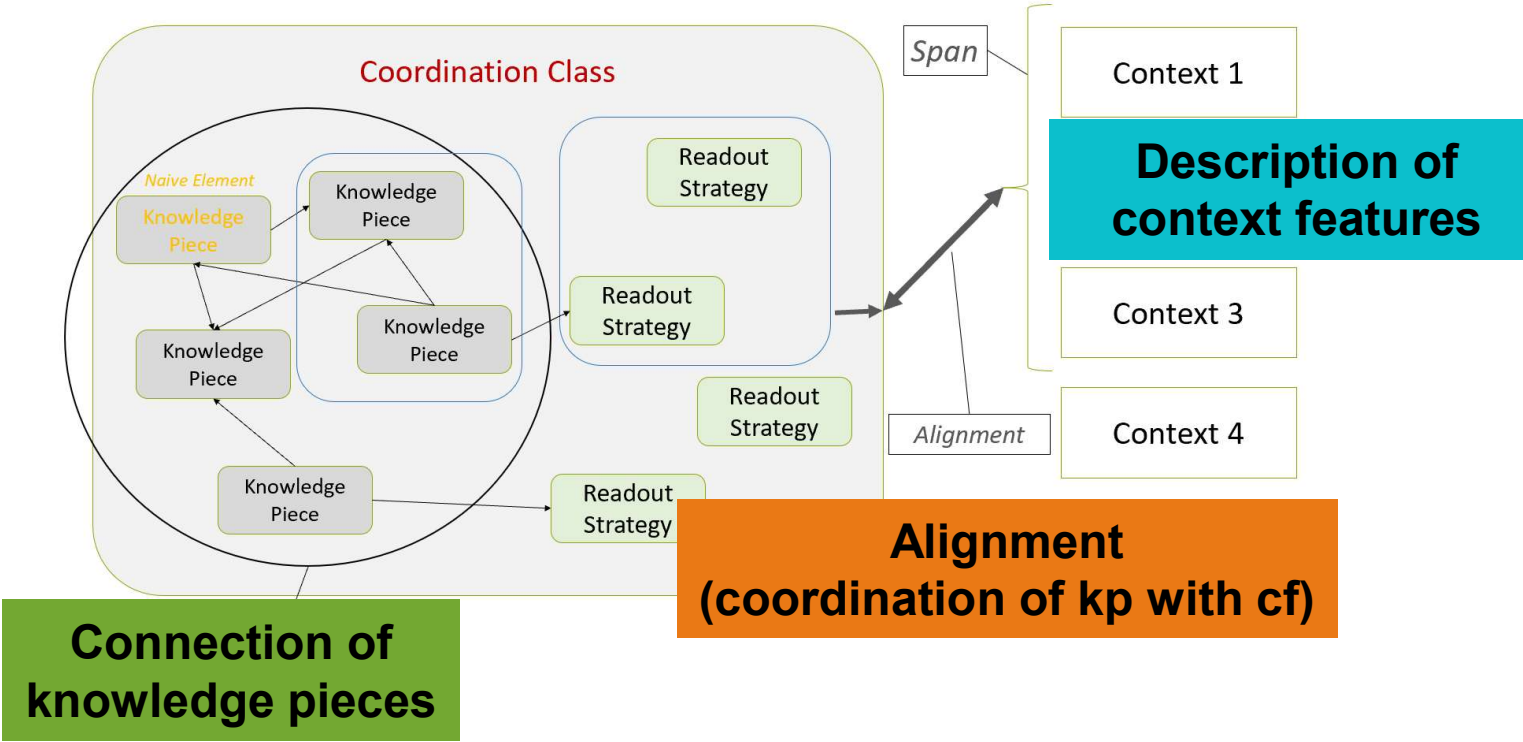 Coordination Class
Naive Element
Knowledge
Piece
Knowledge
Piece
Knowledge
Piece
Knowledge
Piece
Knowledge
Piece
Readout
Strategy
Readout
Strategy
Readout
Strategy
Readout
Strategy
Span
Alignment
Context 1
Description of
context features
Context 3
Context 4
Alignment
(coordination of kp with cf)
Connection of
knowledge pieces